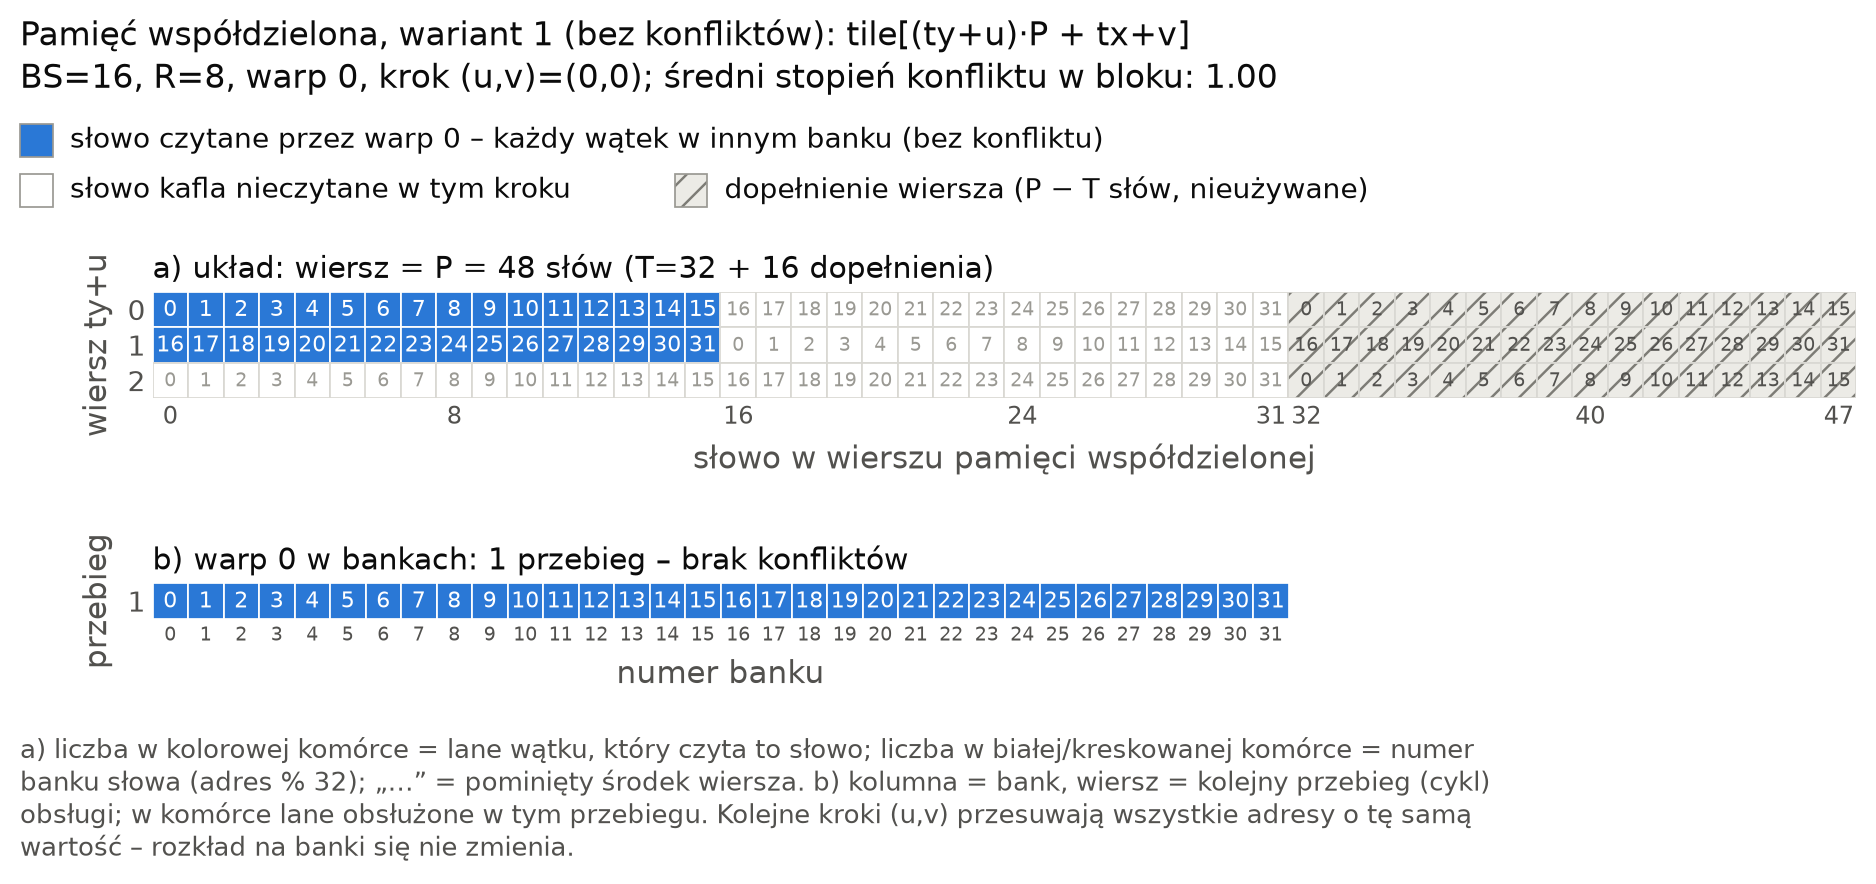 Pamięć współdzielona, wariant 1 (bez konfliktów): tile[(ty+u)·P + tx+v]
BS=16, R=8, warp 0, krok (u,v)=(0,0); średni stopień konfliktu w bloku: 1.00
słowo czytane przez warp 0 – każdy wątek w innym banku (bez konfliktu)
słowo kafla nieczytane w tym kroku
dopełnienie wiersza (P − T słów, nieużywane)
a) układ: wiersz = P = 48 słów (T=32 + 16 dopełnienia)
wiersz ty+u
0 0 1 2 3 4 5 6 7 8 9 10 11 12 13 14 15 16 17 18 19 20 21 22 23 24 25 26 27 28 29 30 31 0 1 2 3 4 5 6 7 8 9 10 11 12 13 14 15
1 16 17 18 19 20 21 22 23 24 25 26 27 28 29 30 31 0 1 2 3 4 5 6 7 8 9 10 11 12 13 14 15 16 17 18 19 20 21 22 23 24 25 26 27 28 29 30 31
2 0 1 2 3 4 5 6 7 8 9 10 11 12 13 14 15 16 17 18 19 20 21 22 23 24 25 26 27 28 29 30 31 0 1 2 3 4 5 6 7 8 9 10 11 12 13 14 15
0 8 16 24 31 32 40 47
słowo w wierszu pamięci współdzielonej
b) warp 0 w bankach: 1 przebieg – brak konfliktów
przebieg
1 0 1 2 3 4 5 6 7 8 9 10 11 12 13 14 15 16 17 18 19 20 21 22 23 24 25 26 27 28 29 30 31
0 1 2 3 4 5 6 7 8 9 10 11 12 13 14 15 16 17 18 19 20 21 22 23 24 25 26 27 28 29 30 31
numer banku
a) liczba w kolorowej komórce = lane wątku, który czyta to słowo; liczba w białej/kreskowanej komórce = numer
banku słowa (adres % 32); „…” = pominięty środek wiersza. b) kolumna = bank, wiersz = kolejny przebieg (cykl)
obsługi; w komórce lane obsłużone w tym przebiegu. Kolejne kroki (u,v) przesuwają wszystkie adresy o tę samą
wartość – rozkład na banki się nie zmienia.